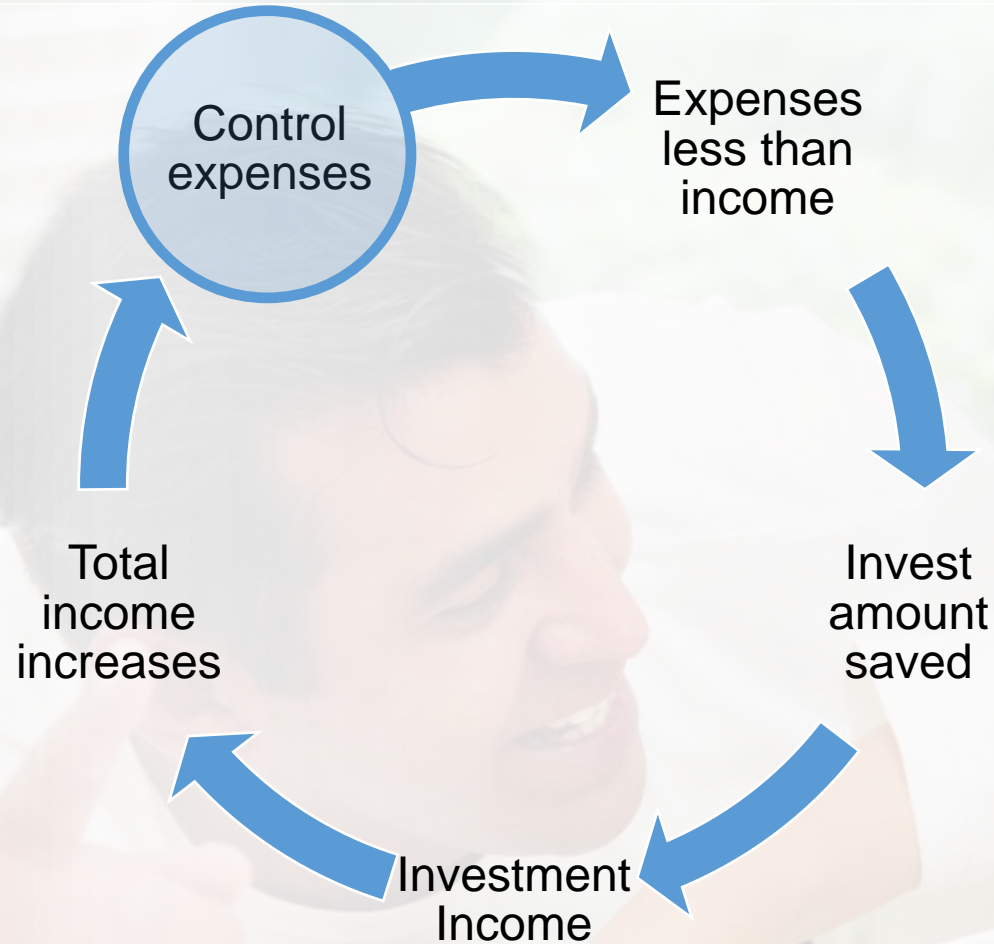 Control
expenses
Expenses
less than
income
Invest
amount
saved
Investment
Income
Total
income
increases